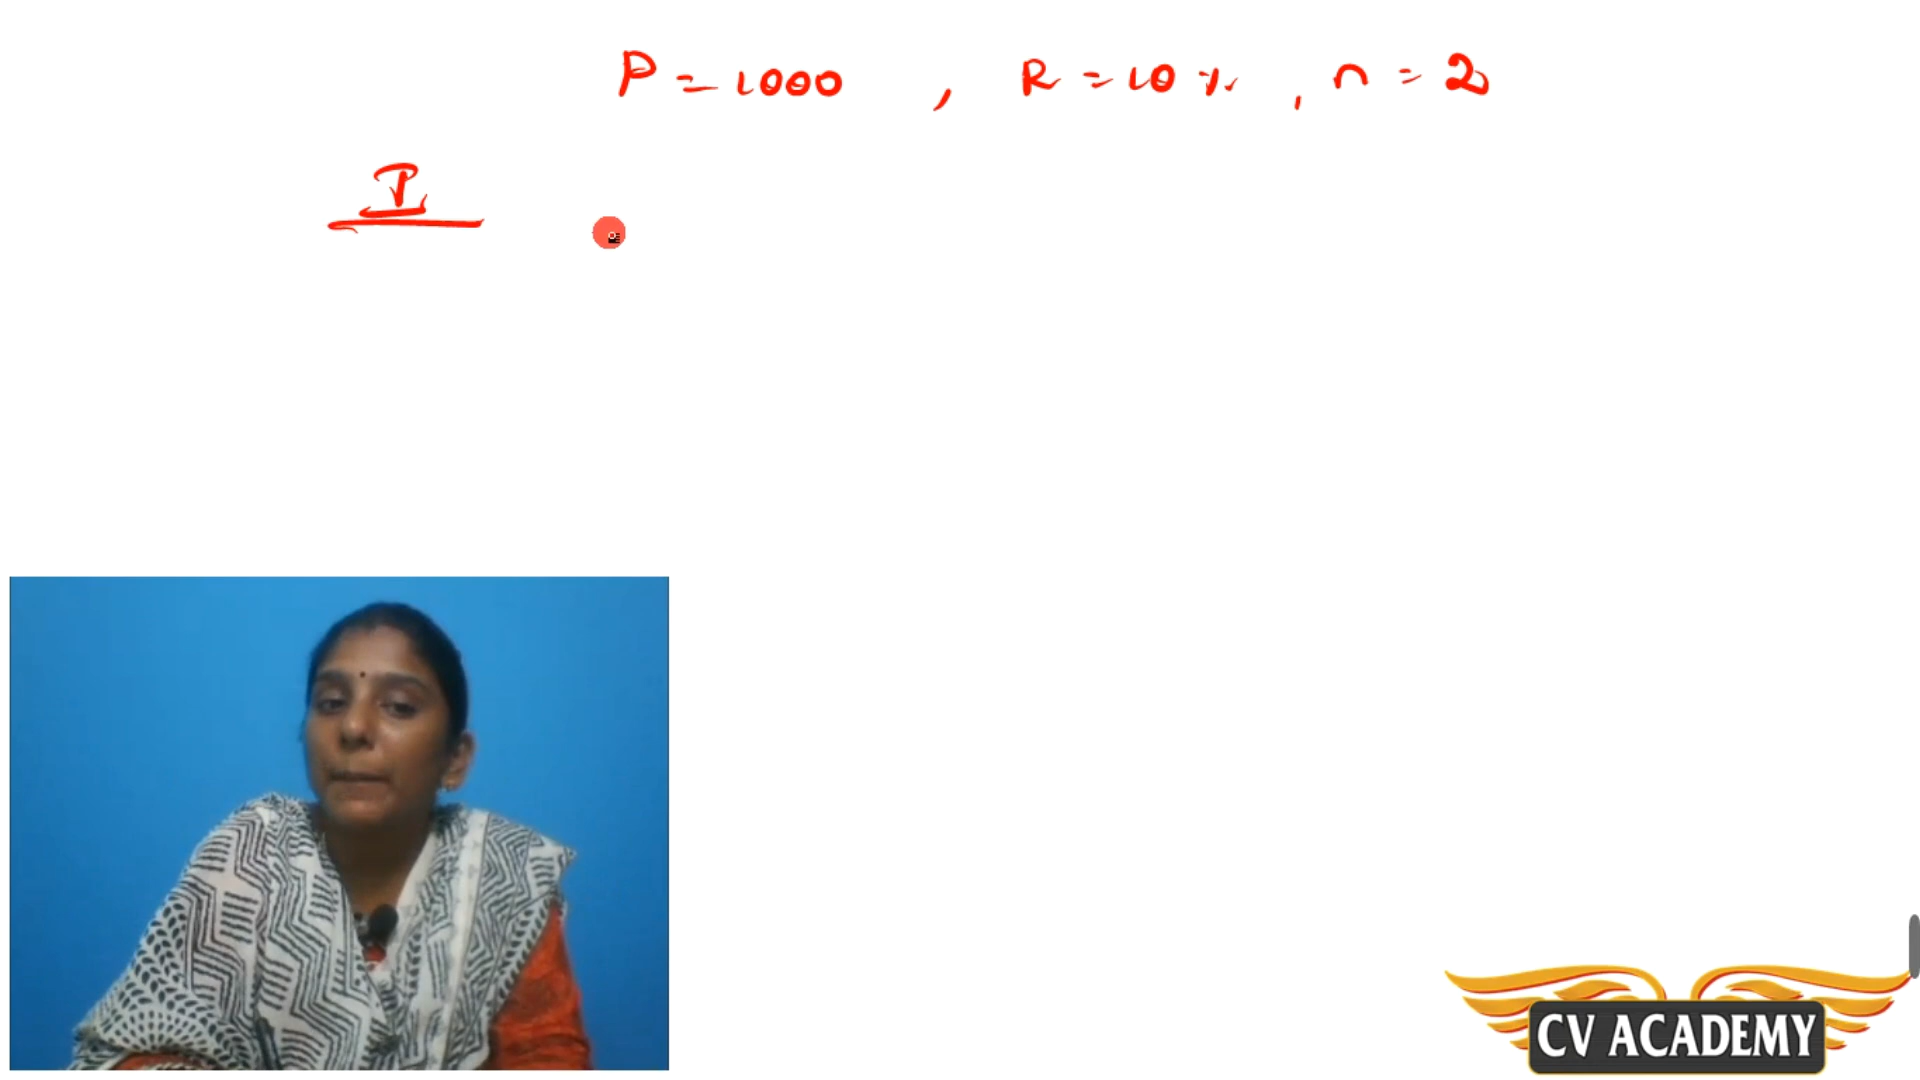 P = 1000 , R = 10% , n = 2
I
CV ACADEMY